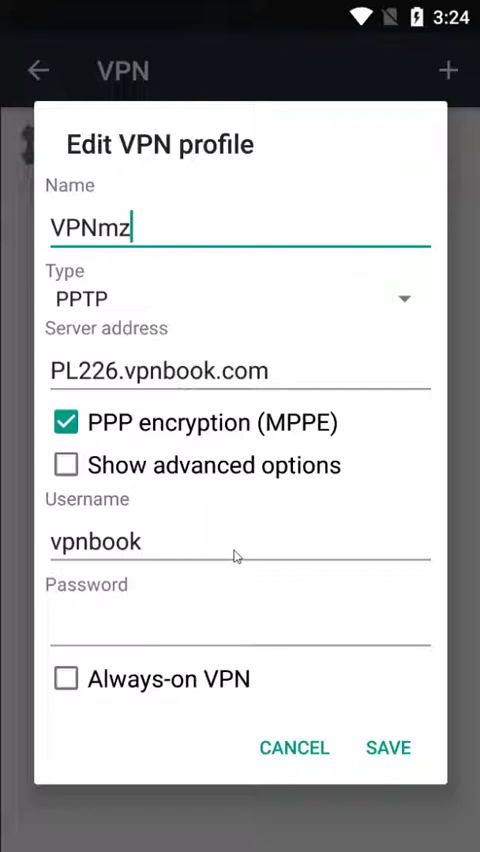 3:24
VPN
Edit VPN profile
Name
VPNmz
Type
PPTP
Server address
PL226.vpnbook.com
PPP encryption (MPPE)
Show advanced options
Username
vpnbook
Password
Always-on VPN
CANCEL SAVE